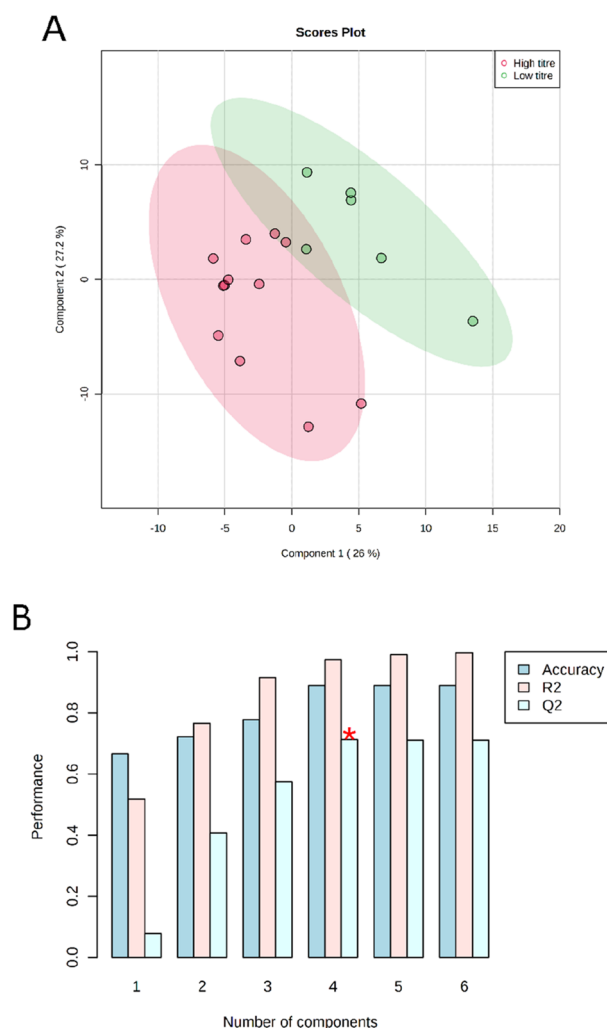 A
Scores Plot
High titre
Low titre
Component 2 ( 27.2 %)
10
0
-10
-10 -5 0 5 10 15 20
Component 1 ( 26 %)
B
Accuracy
R2
Q2
Performance
1.0
0.8
0.6
0.4
0.2
0.0
*
1 2 3 4 5 6
Number of components